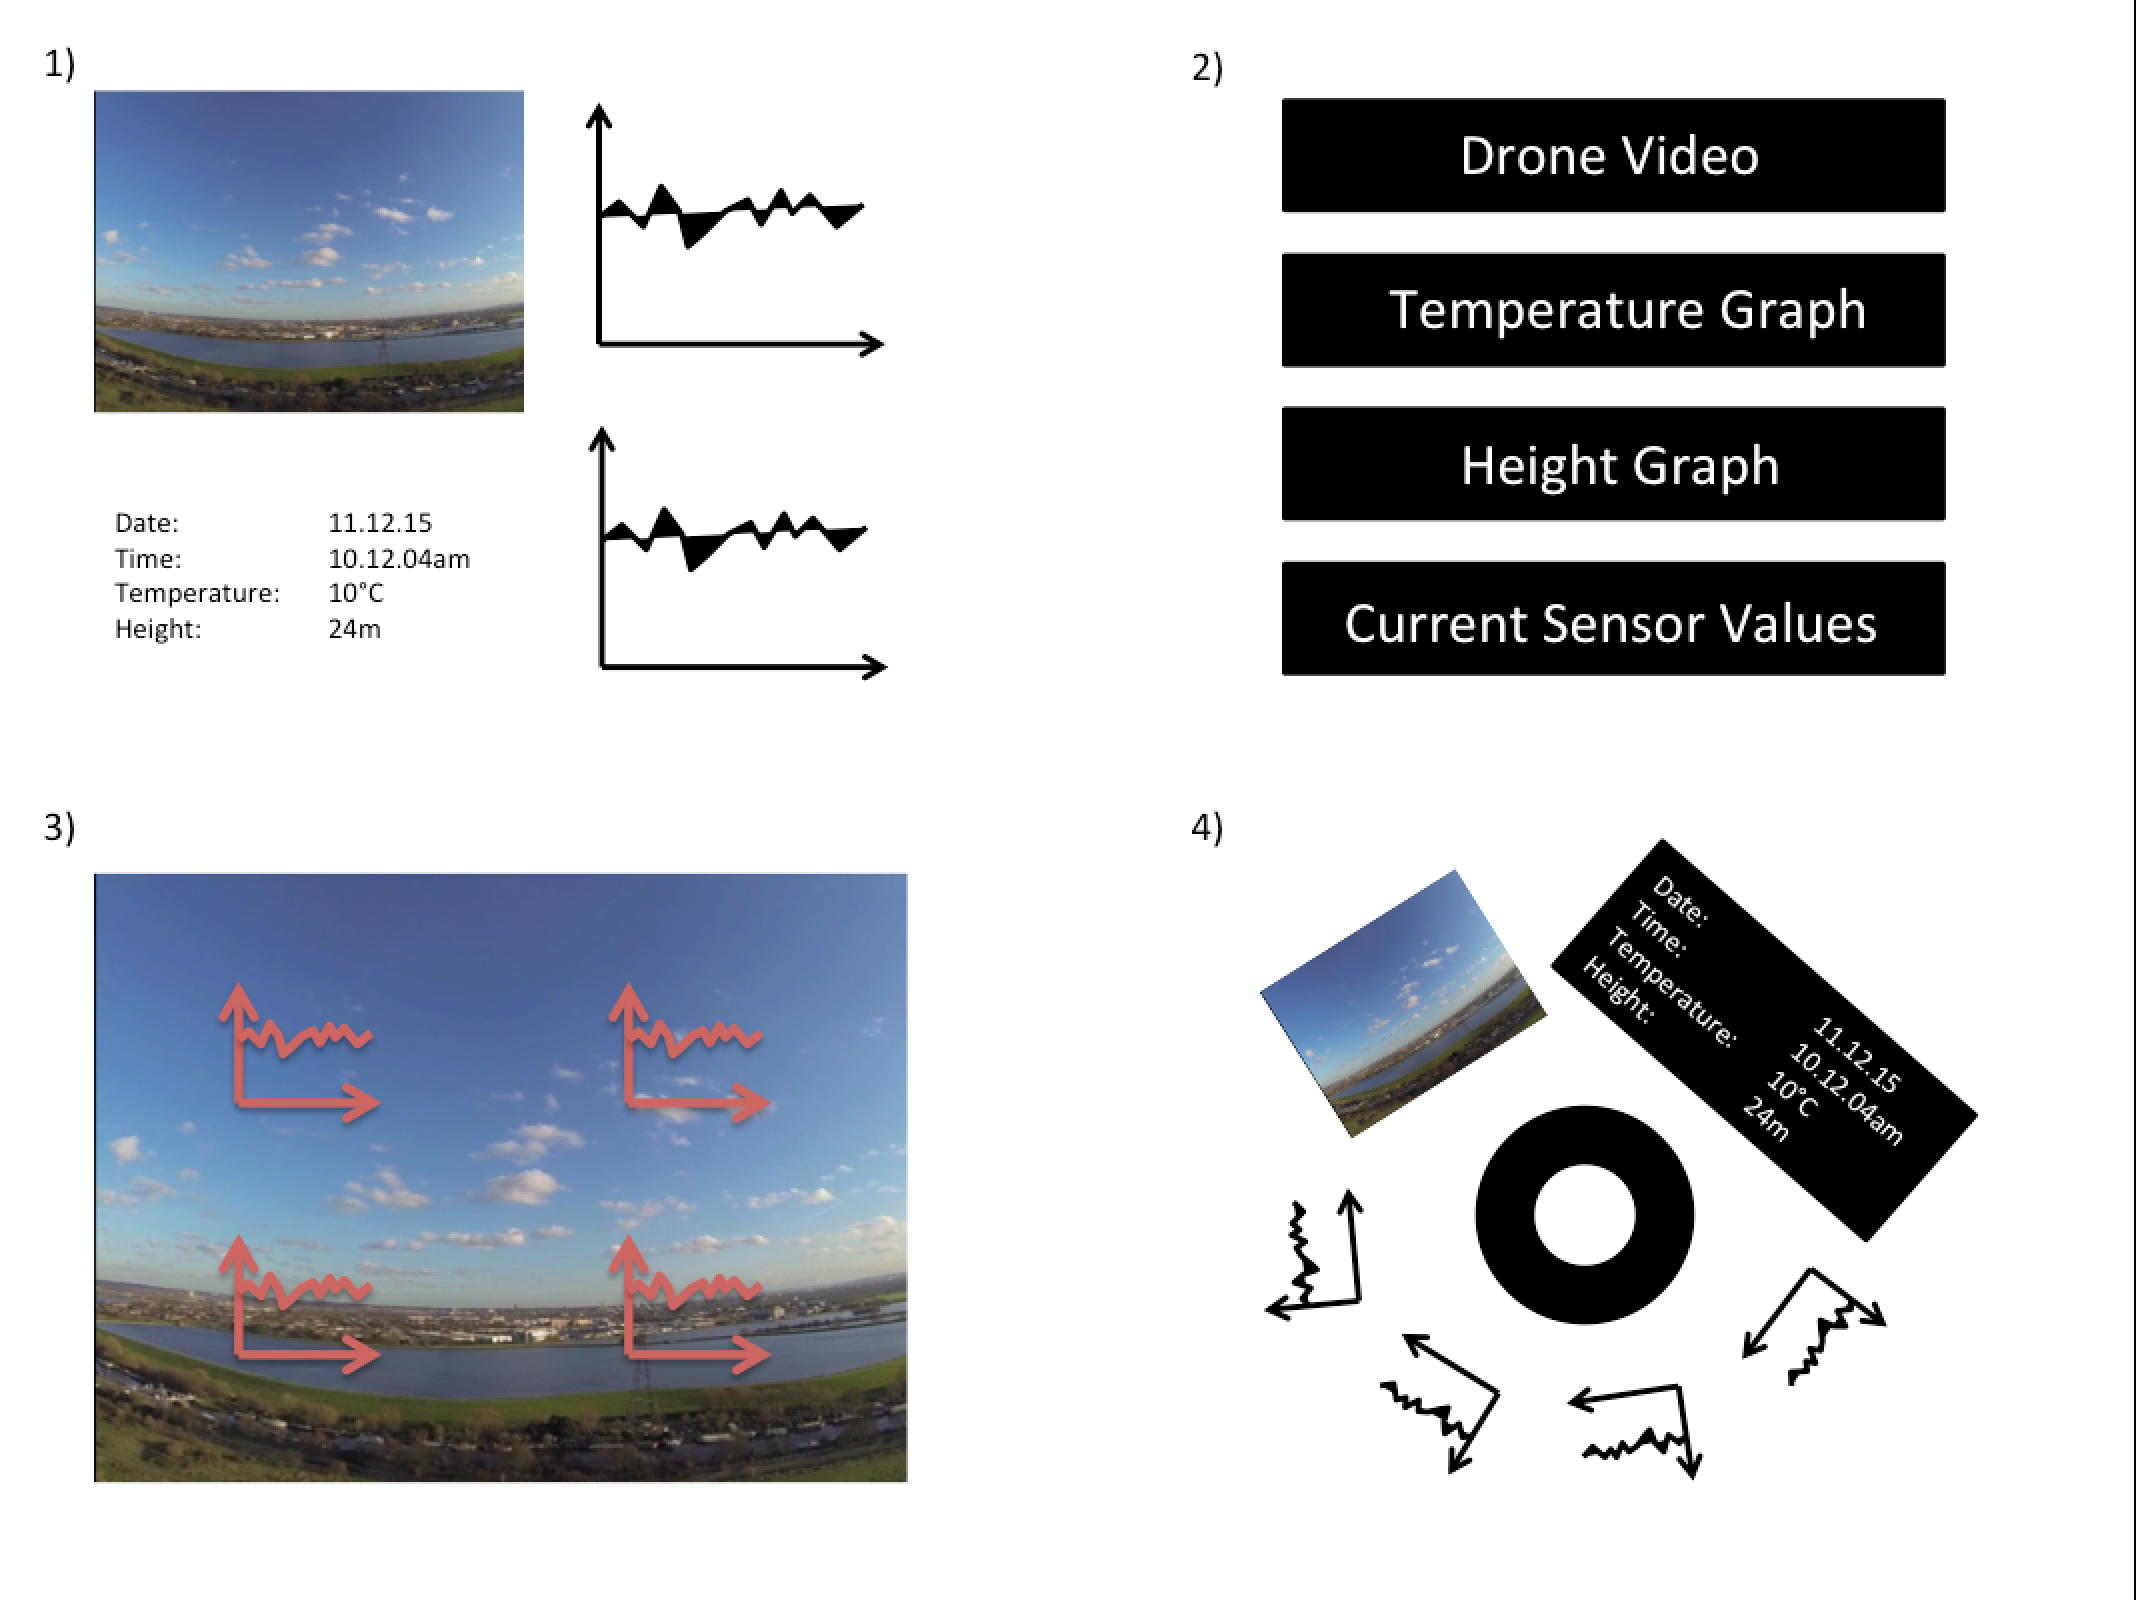 1)
Date: 11.12.15
Time: 10.12.04am
Temperature: 10°C
Height: 24m
2)
Drone Video
Temperature Graph
Height Graph
Current Sensor Values
3)
4)
Date: 11.12.15
Time: 10.12.04am
Temperature: 10°C
Height: 24m